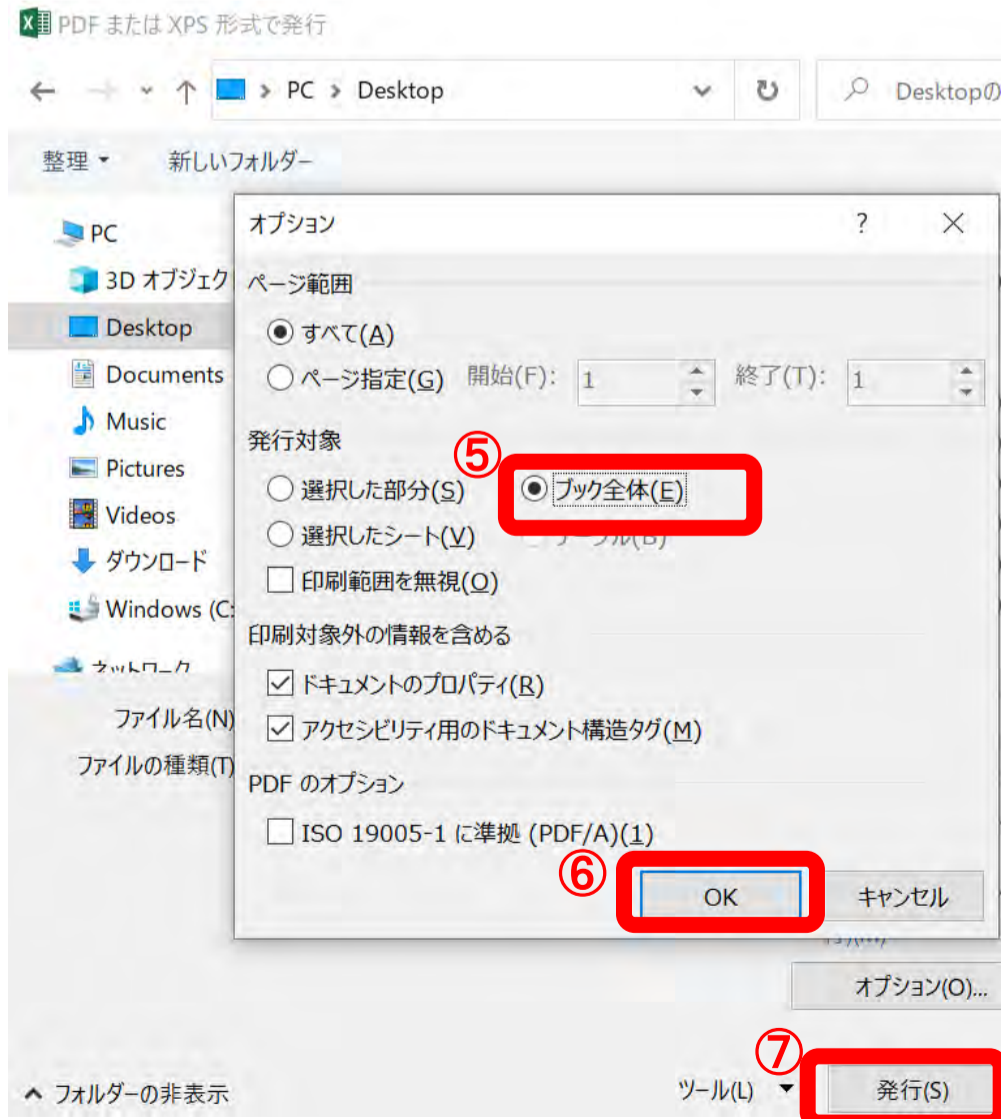 PDF または XPS 形式で発行
PC > Desktop
Desktopの
整理 新しいフォルダー
PC
3D オブジェク
Desktop
Documents
Music
Pictures
Videos
ダウンロード
Windows (C:
ネットワーク
ファイル名(N)
ファイルの種類(T)
オプション ?
ページ範囲
すべて(A)
ページ指定(G) 開始(F): 1 終了(T): 1
発行対象
⑤
選択した部分(S) ブック全体(E)
選択したシート(V) テーブル(B)
印刷範囲を無視(O)
印刷対象外の情報を含める
ドキュメントのプロパティ(R)
アクセシビリティ用のドキュメント構造タグ(M)
PDF のオプション
ISO 19005-1 に準拠 (PDF/A)(1)
⑥
OK キャンセル
オプション(O)...
⑦
フォルダーの非表示 ツール(L) 発行(S)